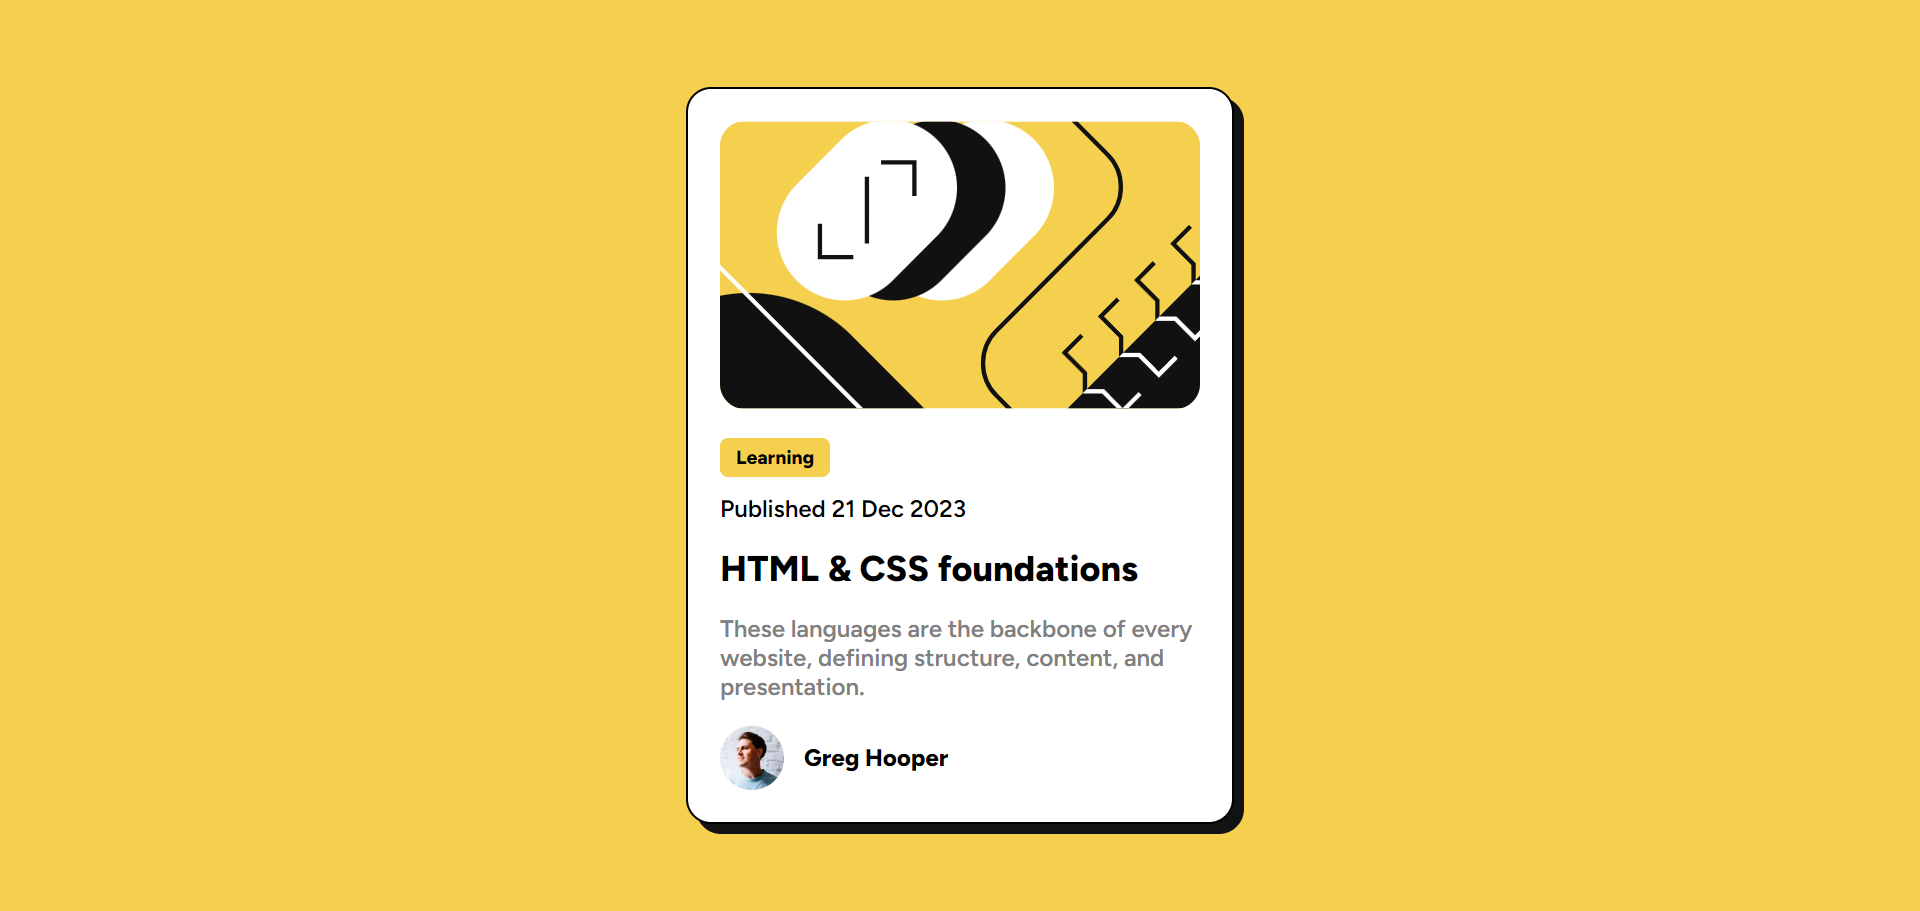 Learning
Published 21 Dec 2023
HTML & CSS foundations
These languages are the backbone of every
website, defining structure, content, and
presentation.
Greg Hooper